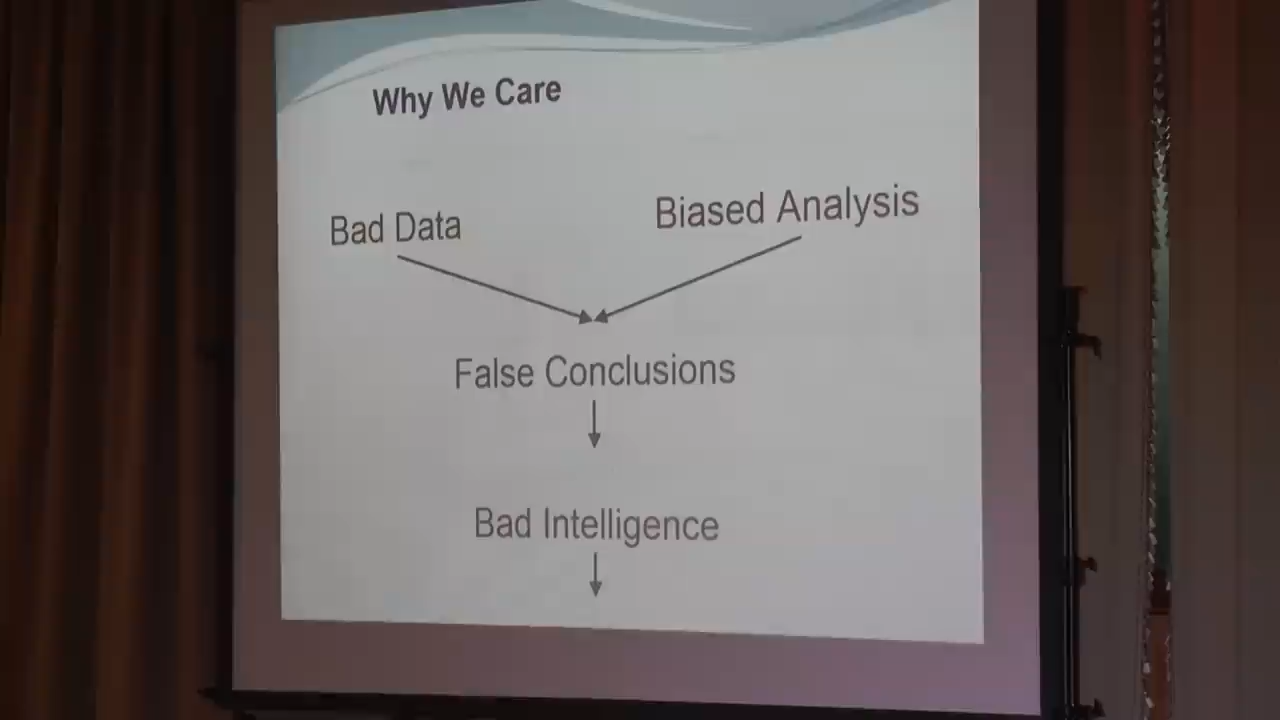 Why We Care
Bad Data
Biased Analysis
False Conclusions
Bad Intelligence